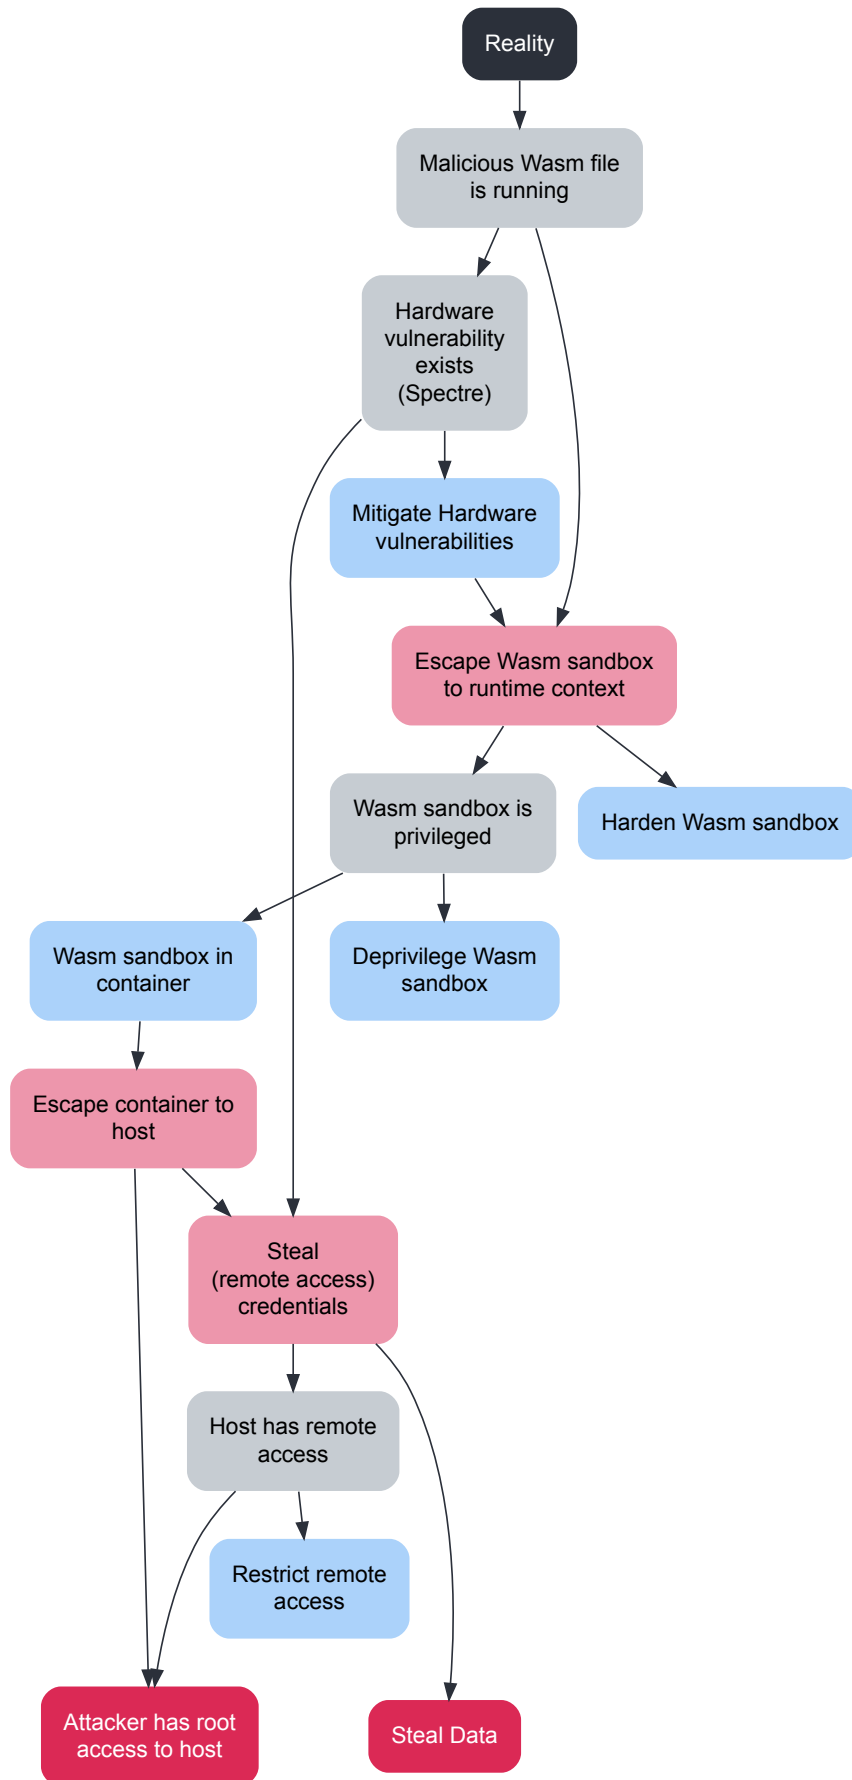 Reality
Malicious Wasm file
is running
Hardware
vulnerability
exists
(Spectre)
Mitigate Hardware
vulnerabilities
Escape Wasm sandbox
to runtime context
Wasm sandbox is
privileged
Harden Wasm sandbox
Wasm sandbox in
container
Deprivilege Wasm
sandbox
Escape container to
host
Steal
(remote access)
credentials
Host has remote
access
Restrict remote
access
Attacker has root
access to host
Steal Data